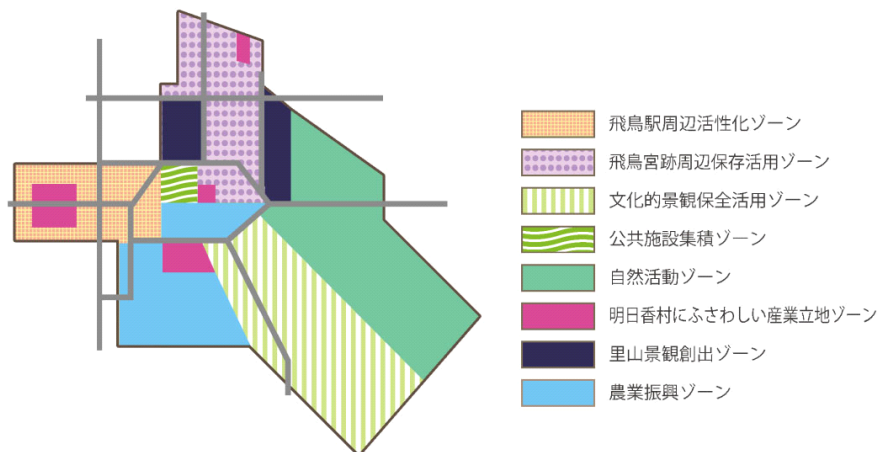 飛鳥駅周辺活性化ゾーン
飛鳥宮跡周辺保存活用ゾーン
文化的景観保全活用ゾーン
公共施設集積ゾーン
自然活動ゾーン
明日香村にふさわしい産業立地ゾーン
里山景観創出ゾーン
農業振興ゾーン